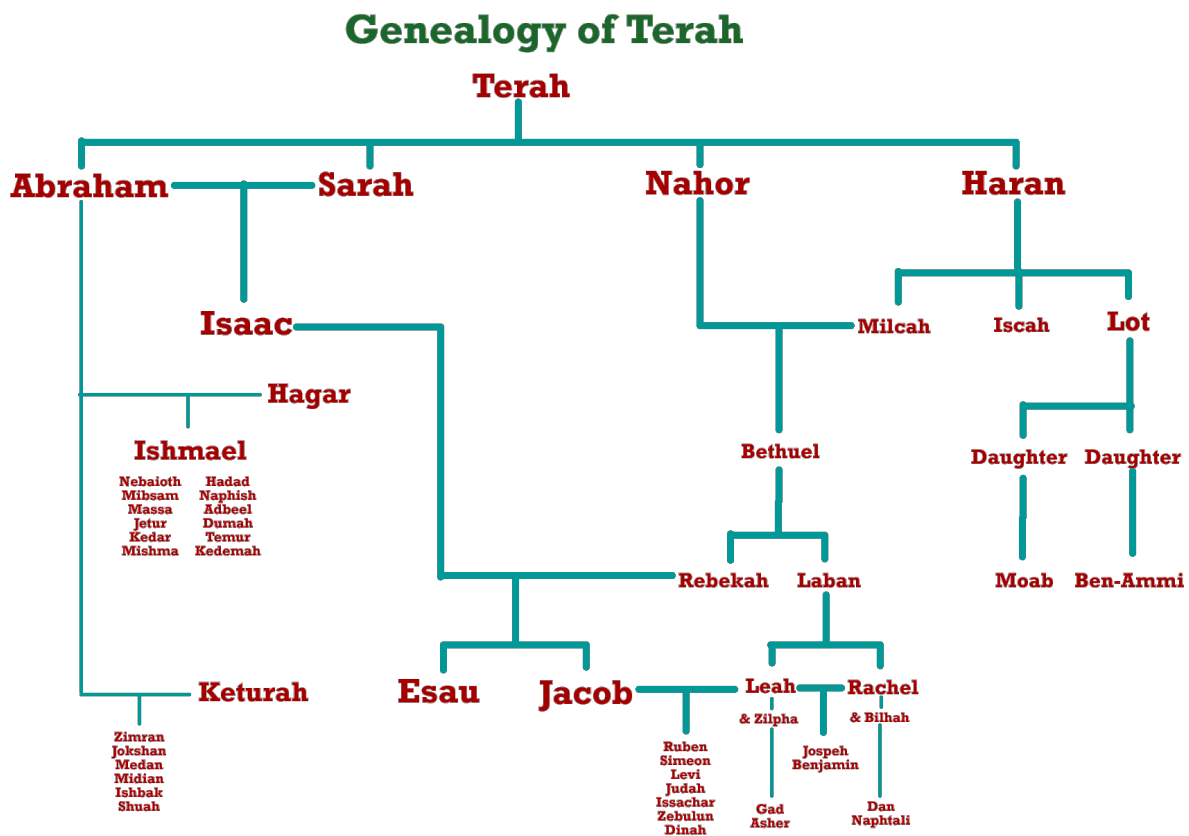 Genealogy of Terah
Terah
Abraham Sarah Nahor Haran
Isaac Milcah Iscah Lot
Hagar
Ishmael Bethuel Daughter Daughter
Nebaioth Hadad
Mibsam Naphish
Massa Adbeel
Jetur Dumah
Kedar Temur
Mishma Kedemah
Rebekah Laban Moab Ben-Ammi
Keturah Esau Jacob Leah Rachel
& Zilpha & Bilhah
Zimran
Jokshan
Medan
Midian
Ishbak
Shuah
Ruben
Simeon
Levi
Judah
Issachar
Zebulun
Dinah
Jospeh
Benjamin
Gad
Asher
Dan
Naphtali